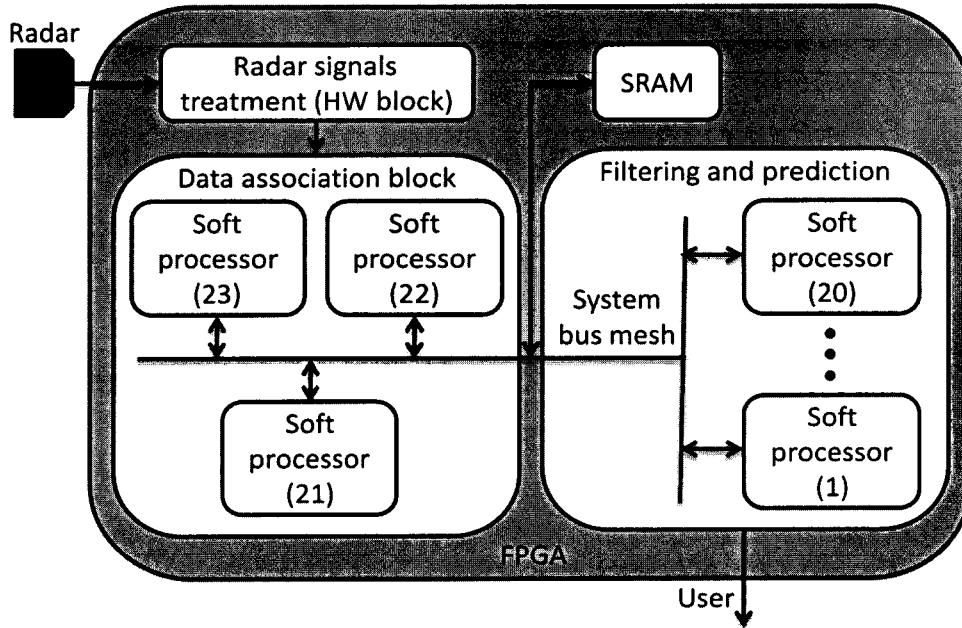 Radar
Radar signals
treatment (HW block)
SRAM
Data association block
Soft
processor
(23)
Soft
processor
(22)
Soft
processor
(21)
Filtering and prediction
System
bus mesh
Soft
processor
(20)
Soft
processor
(1)
FPGA
User